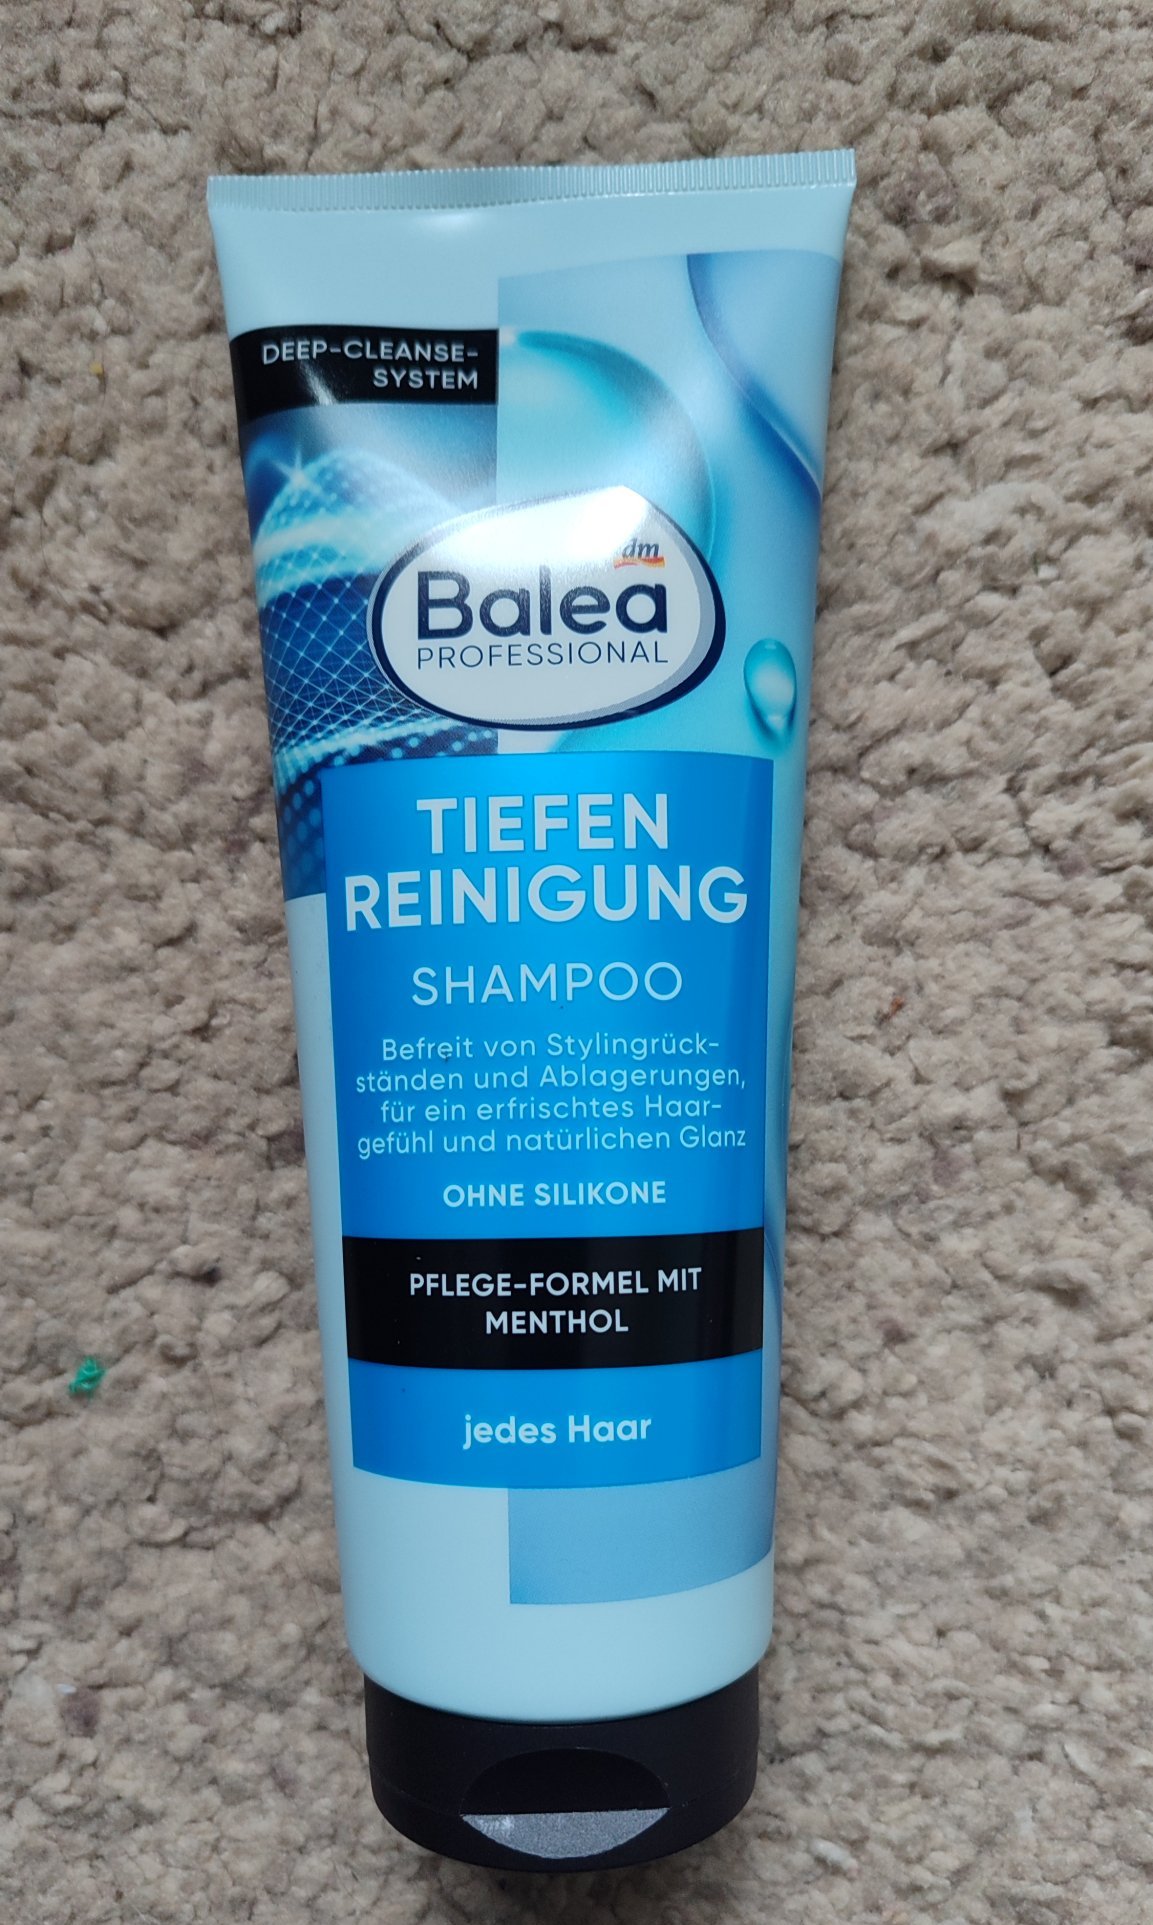 DEEP-CLEANSE-
SYSTEM
dm
Balea
PROFESSIONAL
TIEFEN
REINIGUNG
SHAMPOO
Befreit von Stylingrück-
ständen und Ablagerungen,
für ein erfrischtes Haar-
gefühl und natürlichen Glanz
OHNE SILIKONE
PFLEGE-FORMEL MIT
MENTHOL
jedes Haar